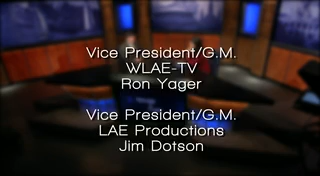 Vice President/G.M.
WLAE-TV
Ron Yager
Vice President/G.M.
LAE Productions
Jim Dotson